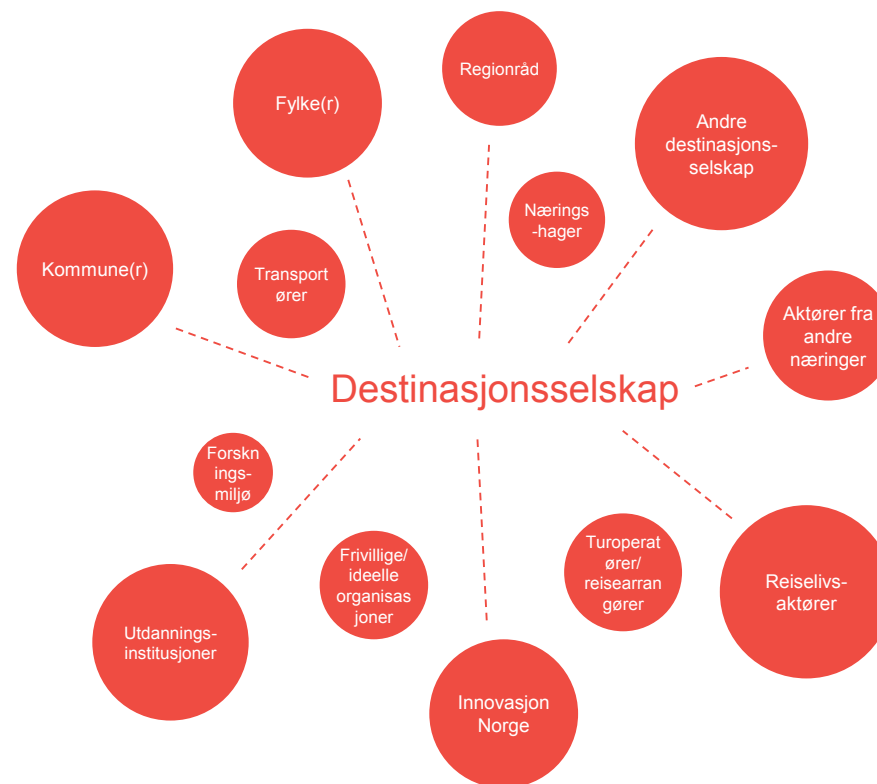 Regionråd
Fylke(r)
Andre
destinasjons-
selskap
Nærings
-hager
Kommune(r)
Transport
ører
Aktører fra
andre
næringer
Destinasjonsselskap
Forskn
ings-
miljø
Frivillige/
ideelle
organisas
joner
Turoperat
ører/
reisearran
gører
Reiselivs-
aktører
Utdannings-
institusjoner
Innovasjon
Norge